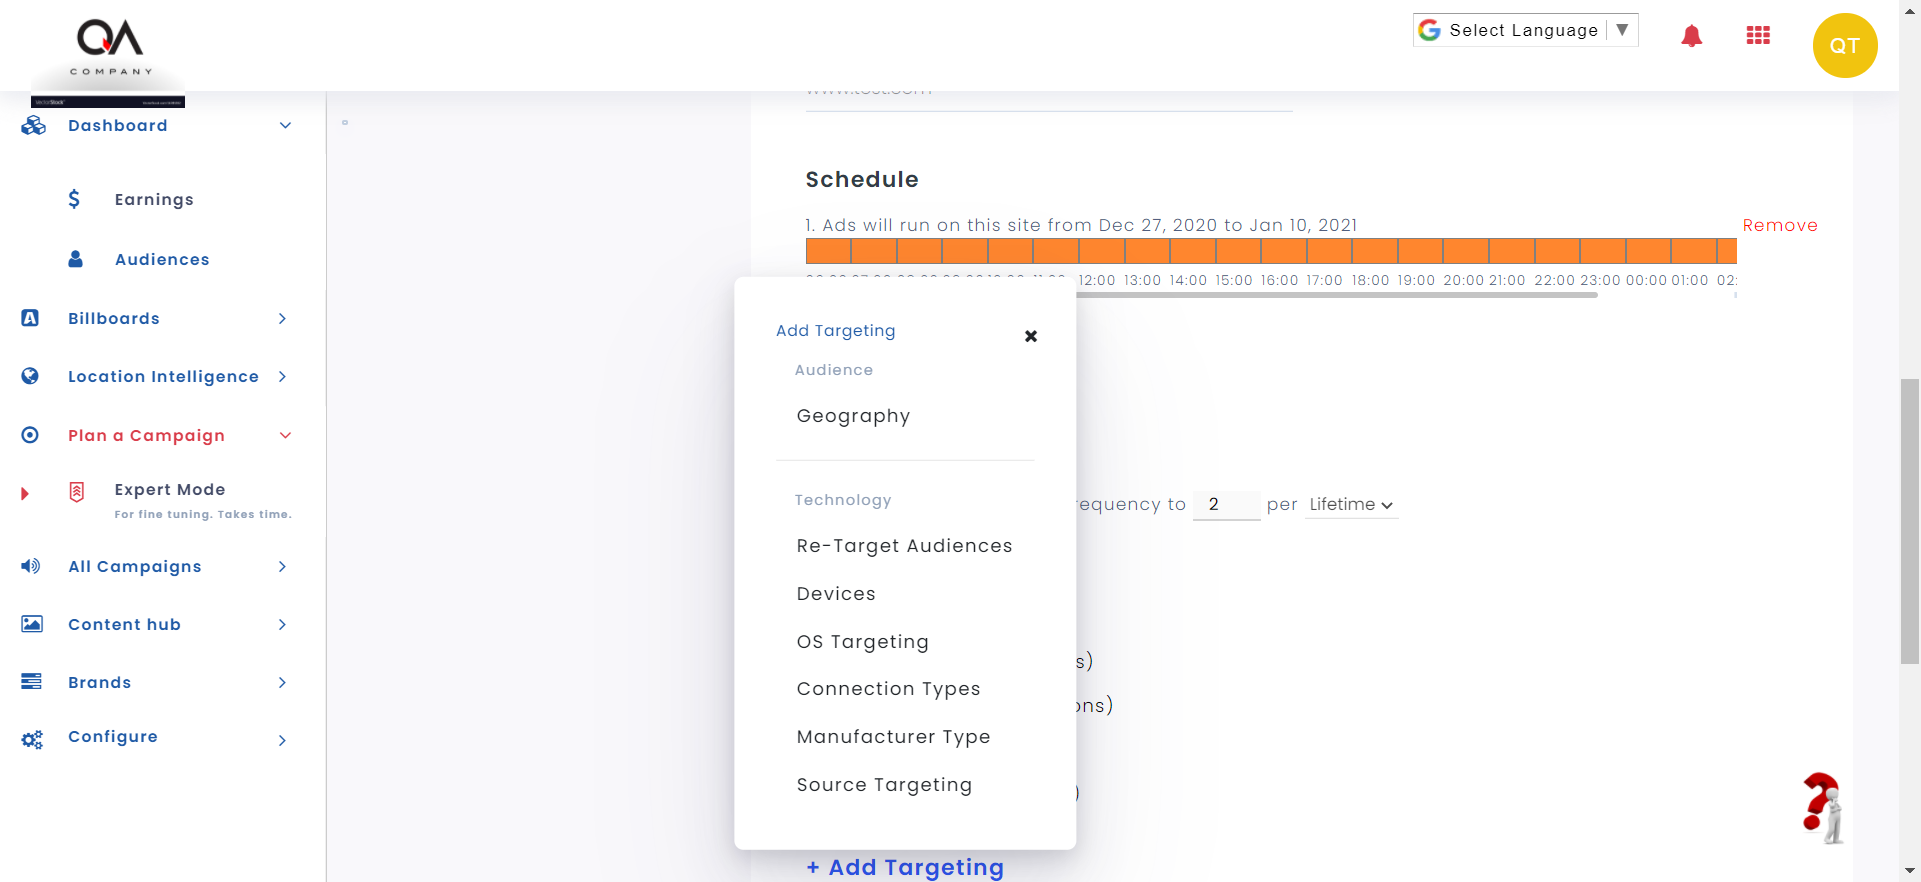 QA
COMPANY
Select Language ▼
QT
www.test.com
Dashboard
Earnings
Audiences
Billboards
Location Intelligence
Plan a Campaign
Expert Mode
For fine tuning. Takes time.
All Campaigns
Content hub
Brands
Configure
Schedule
1. Ads will run on this site from Dec 27, 2020 to Jan 10, 2021
Remove
12:00 13:00 14:00 15:00 16:00 17:00 18:00 19:00 20:00 21:00 22:00 23:00 00:00 01:00 02:
Add Targeting
Audience
Geography
Technology
Re-Target Audiences
Devices
OS Targeting
Connection Types
Manufacturer Type
Source Targeting
requency to 2 per Lifetime
s)
ons)
)
+ Add Targeting